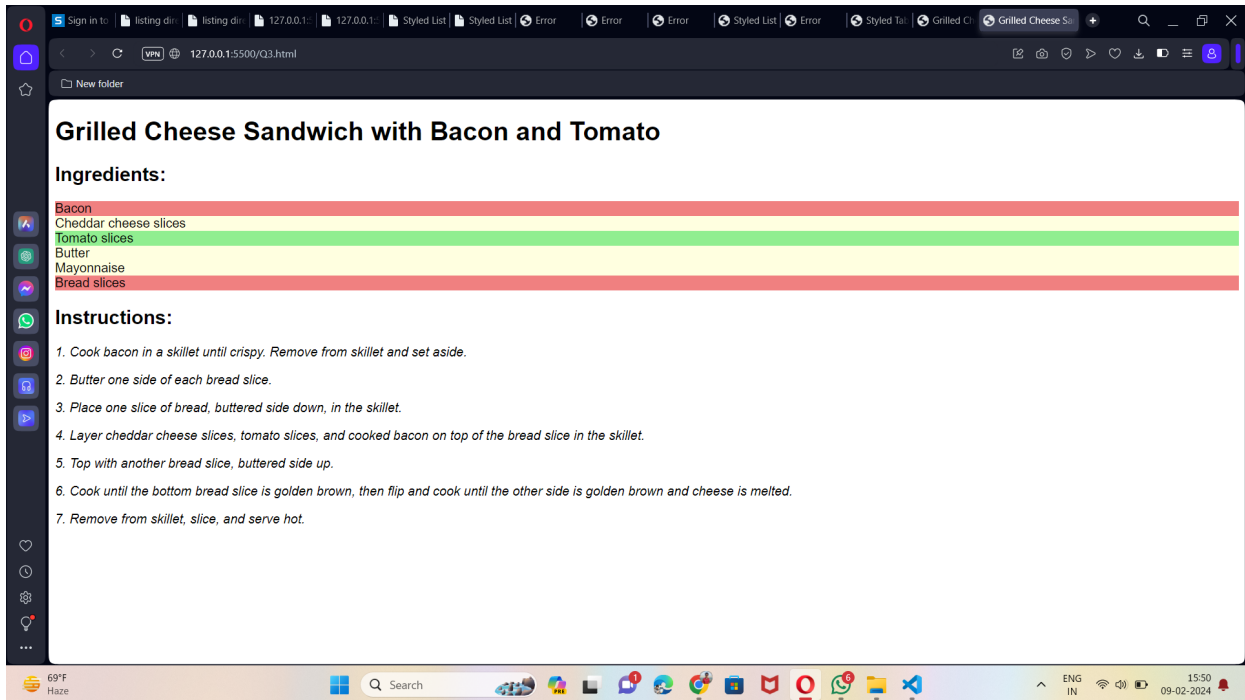 Sign in to
listing dire
listing dire
127.0.0.1:5
127.0.0.1:5
Styled List
Styled List
Error
Error
Error
Styled List
Error
Styled Tab
Grilled Ch
Grilled Cheese Sa
VPN
127.0.0.1:5500/Q3.html
New folder
Grilled Cheese Sandwich with Bacon and Tomato
Ingredients:
Bacon
Cheddar cheese slices
Tomato slices
Butter
Mayonnaise
Bread slices
Instructions:
1. Cook bacon in a skillet until crispy. Remove from skillet and set aside.
2. Butter one side of each bread slice.
3. Place one slice of bread, buttered side down, in the skillet.
4. Layer cheddar cheese slices, tomato slices, and cooked bacon on top of the bread slice in the skillet.
5. Top with another bread slice, buttered side up.
6. Cook until the bottom bread slice is golden brown, then flip and cook until the other side is golden brown and cheese is melted.
7. Remove from skillet, slice, and serve hot.
69°F
Haze
Search
PRE
1
6
ENG
IN
15:50
09-02-2024